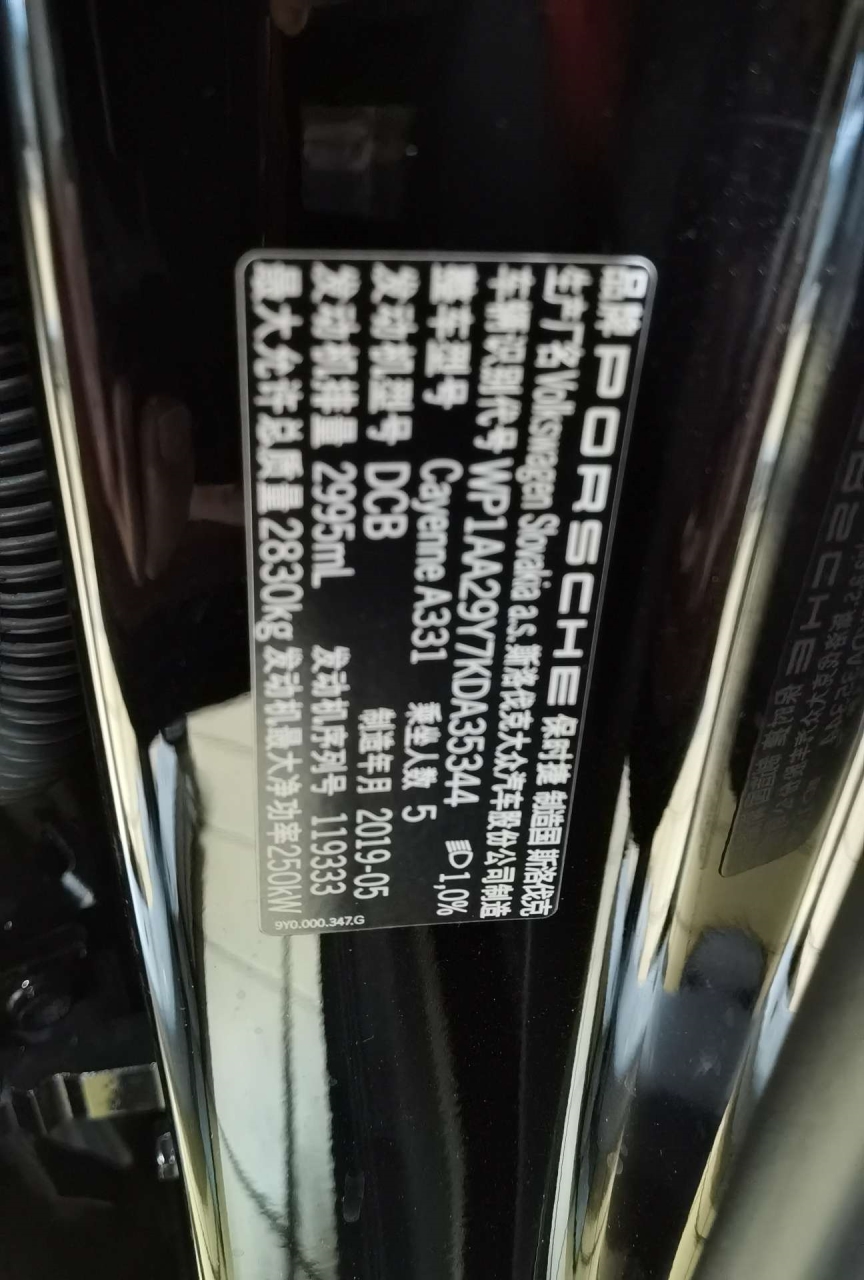 品牌 PORSCHE 保时捷 制造国 斯洛伐克
生产厂名 Volkswagen Slovakia a.s. 斯洛伐克大众汽车股份公司制造
车辆识别代号 WP1AA29Y7KDA35344 1,0%
整车型号 Cayenne A331 乘坐人数 5
发动机型号 DCB 制造年月 2019-05
发动机排量 2995mL 发动机序列号 119333
最大允许总质量 2830kg 发动机最大净功率250kW
9Y0.000.347.G